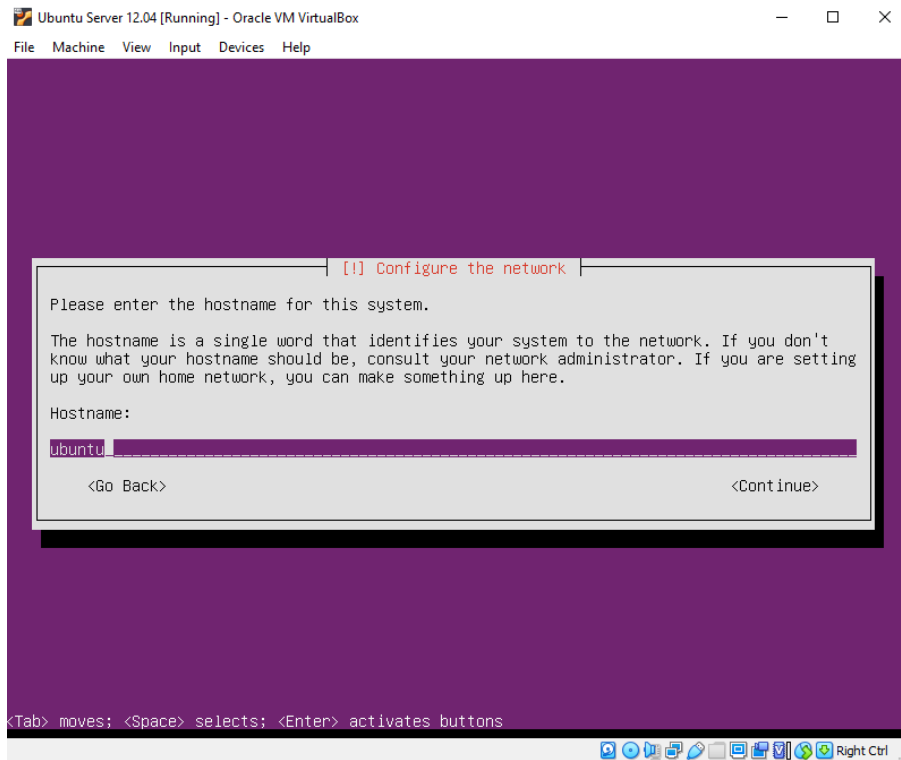 Ubuntu Server 12.04 [Running] - Oracle VM VirtualBox
File Machine View Input Devices Help
[!] Configure the network
Please enter the hostname for this system.
The hostname is a single word that identifies your system to the network. If you don't
know what your hostname should be, consult your network administrator. If you are setting
up your own home network, you can make something up here.
Hostname:
ubuntu
<Go Back> <Continue>
<Tab> moves; <Space> selects; <Enter> activates buttons
Right Ctrl